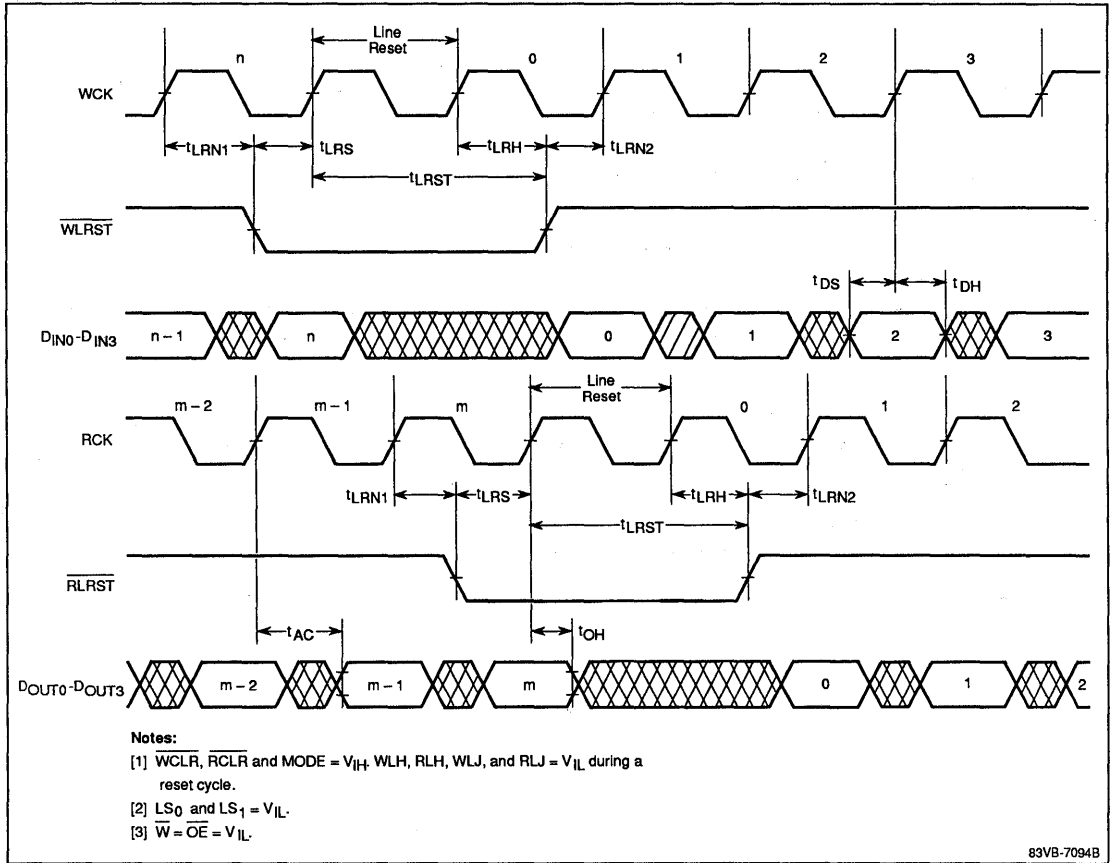 Line
Reset
n 0 1 2 3
WCK
tLRN1 tLRS tLRH tLRN2
tLRST
WLRST
tDS tDH
DIN0-DIN3 n-1 n 0 1 2 3
Line
Reset
m-2 m-1 m 0 1 2
RCK
tLRN1 tLRS tLRH tLRN2
tLRST
RLRST
tAC tOH
DOUT0-DOUT3 m-2 m-1 m 0 1 2
Notes:
[1] WCLR, RCLR and MODE = VIH. WLH, RLH, WLJ, and RLJ = VIL during a
reset cycle.
[2] LS0 and LS1 = VIL.
[3] W = OE = VIL.
83VB-7094B